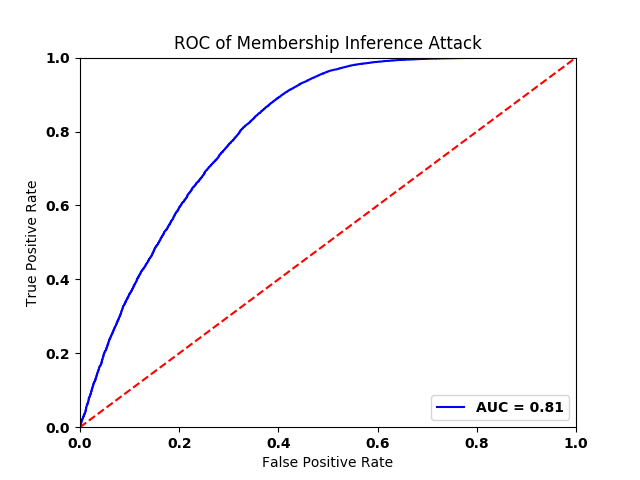 ROC of Membership Inference Attack
1.0
0.8
0.6
0.4
0.2
0.0
True Positive Rate
AUC = 0.81
0.0 0.2 0.4 0.6 0.8 1.0
False Positive Rate